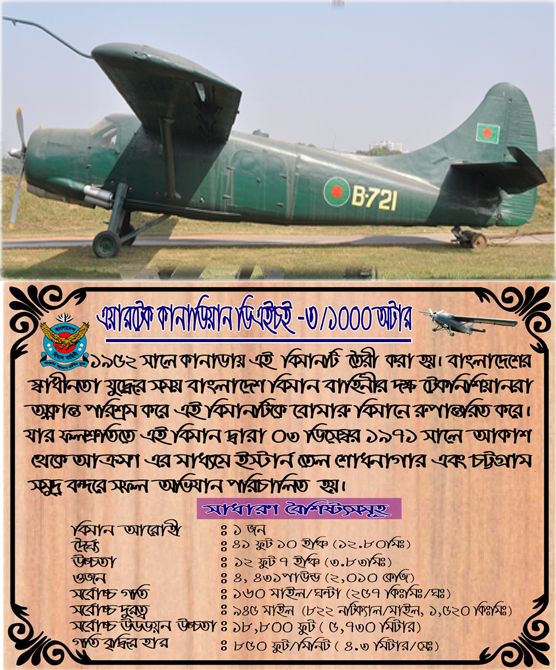 B-721
এয়ারটেক কানাডিয়ান ডিএইচই -৩/১০০০ অটার
১৯৫২ সালে কানাডায় এই বিমানটি তৈরী করা হয়। বাংলাদেশের
স্বাধীনতা যুদ্ধের সময় বাংলাদেশ বিমান বাহিনীর দক্ষ টেকনিশিয়ানরা
অক্লান্ত পরিশ্রম করে এই বিমানটিকে বোমারু বিমানে রুপান্তরিত করে।
যার ফলশ্রুতিতে এই বিমান দ্বারা ০৩ ডিসেম্বর ১৯৭১ সালে আকাশ
থেকে আক্রমণ এর মাধ্যমে ইস্টার্ন তেল শোধনাগার এবং চট্টগ্রাম
সমুদ্র বন্দরে সফল অভিযান পরিচালিত হয়।
সাধারণ বৈশিষ্ট্যসমূহ
বিমান আরোহী : ১ জন
দৈর্ঘ্য : ৪১ ফুট ১০ ইঞ্চি (১২.৮০মিঃ)
উচ্চতা : ১২ ফুট ৭ ইঞ্চি (৩.৮৩মিঃ)
ওজন : ৪, ৪৩১পাউন্ড (২,০১০ কেজি)
সর্বোচ্চ গতি : ১৬০ মাইল/ঘন্টা (২৫৭ কিঃমিঃ/ঘঃ)
সর্বোচ্চ দূরত্ব : ৯৪৫ মাইল (৮২২ নটিক্যাল/মাইল, ১,৫২০ কিঃমিঃ)
সর্বোচ্চ উড্ডয়ন উচ্চতা : ১৮,৮০০ ফুট (৫,৭৩০ মিটার)
গতি বৃদ্ধির হার : ৮৫০ ফুট/মিনিট (৪.৩ মিটার/সেঃ)